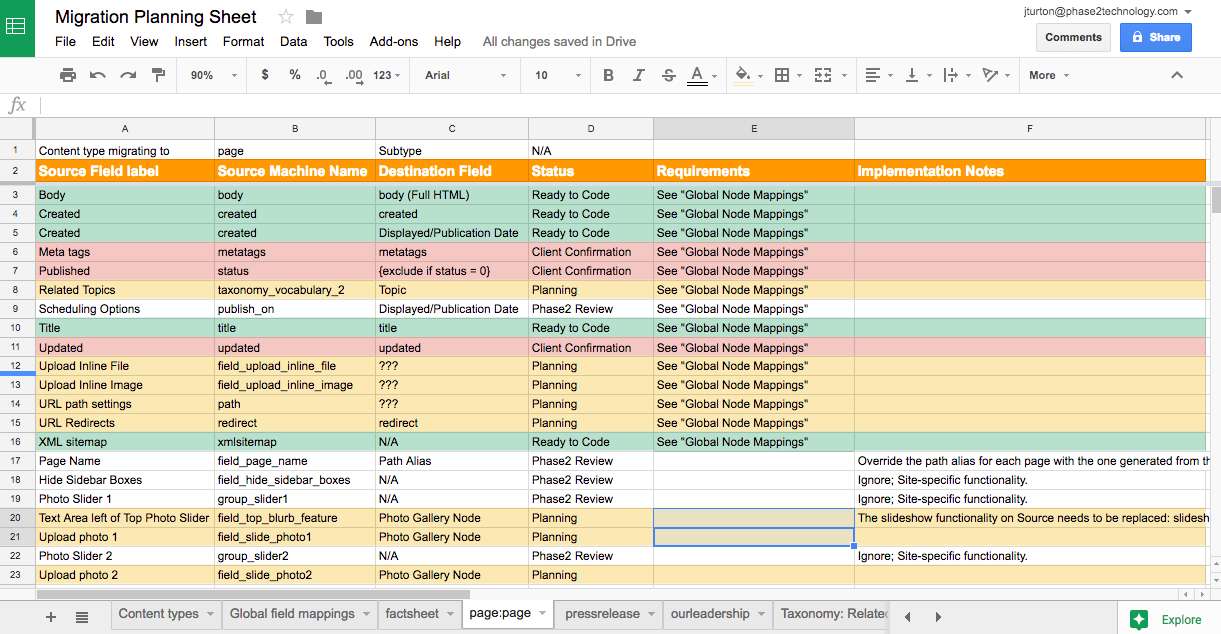 Migration Planning Sheet
jturton@phase2technology.com
File Edit View Insert Format Data Tools Add-ons Help All changes saved in Drive
Comments Share
90% $ % .0 .00 123 Arial 10 B I S A More
fx
A B C D E F
1 Content type migrating to page Subtype N/A
2 Source Field label Source Machine Name Destination Field Status Requirements Implementation Notes
3 Body body body (Full HTML) Ready to Code See "Global Node Mappings"
4 Created created created Ready to Code See "Global Node Mappings"
5 Created created Displayed/Publication Date Ready to Code See "Global Node Mappings"
6 Meta tags metatags metatags Client Confirmation See "Global Node Mappings"
7 Published status {exclude if status = 0} Client Confirmation See "Global Node Mappings"
8 Related Topics taxonomy_vocabulary_2 Topic Planning See "Global Node Mappings"
9 Scheduling Options publish_on Displayed/Publication Date Phase2 Review See "Global Node Mappings"
10 Title title title Ready to Code See "Global Node Mappings"
11 Updated updated updated Client Confirmation See "Global Node Mappings"
12 Upload Inline File field_upload_inline_file ??? Planning See "Global Node Mappings"
13 Upload Inline Image field_upload_inline_image ??? Planning See "Global Node Mappings"
14 URL path settings path ??? Planning See "Global Node Mappings"
15 URL Redirects redirect redirect Planning See "Global Node Mappings"
16 XML sitemap xmlsitemap N/A Ready to Code See "Global Node Mappings"
17 Page Name field_page_name Path Alias Phase2 Review Override the path alias for each page with the one generated from th
18 Hide Sidebar Boxes field_hide_sidebar_boxes N/A Phase2 Review Ignore; Site-specific functionality.
19 Photo Slider 1 group_slider1 N/A Phase2 Review Ignore; Site-specific functionality.
20 Text Area left of Top Photo Slider field_top_blurb_feature Photo Gallery Node Planning The slideshow functionality on Source needs to be replaced: slidesh
21 Upload photo 1 field_slide_photo1 Photo Gallery Node Planning
22 Photo Slider 2 group_slider2 N/A Phase2 Review Ignore; Site-specific functionality.
23 Upload photo 2 field_slide_photo2 Photo Gallery Node Planning
Content types Global field mappings factsheet page:page pressrelease ourleadership Taxonomy: Relate Explore